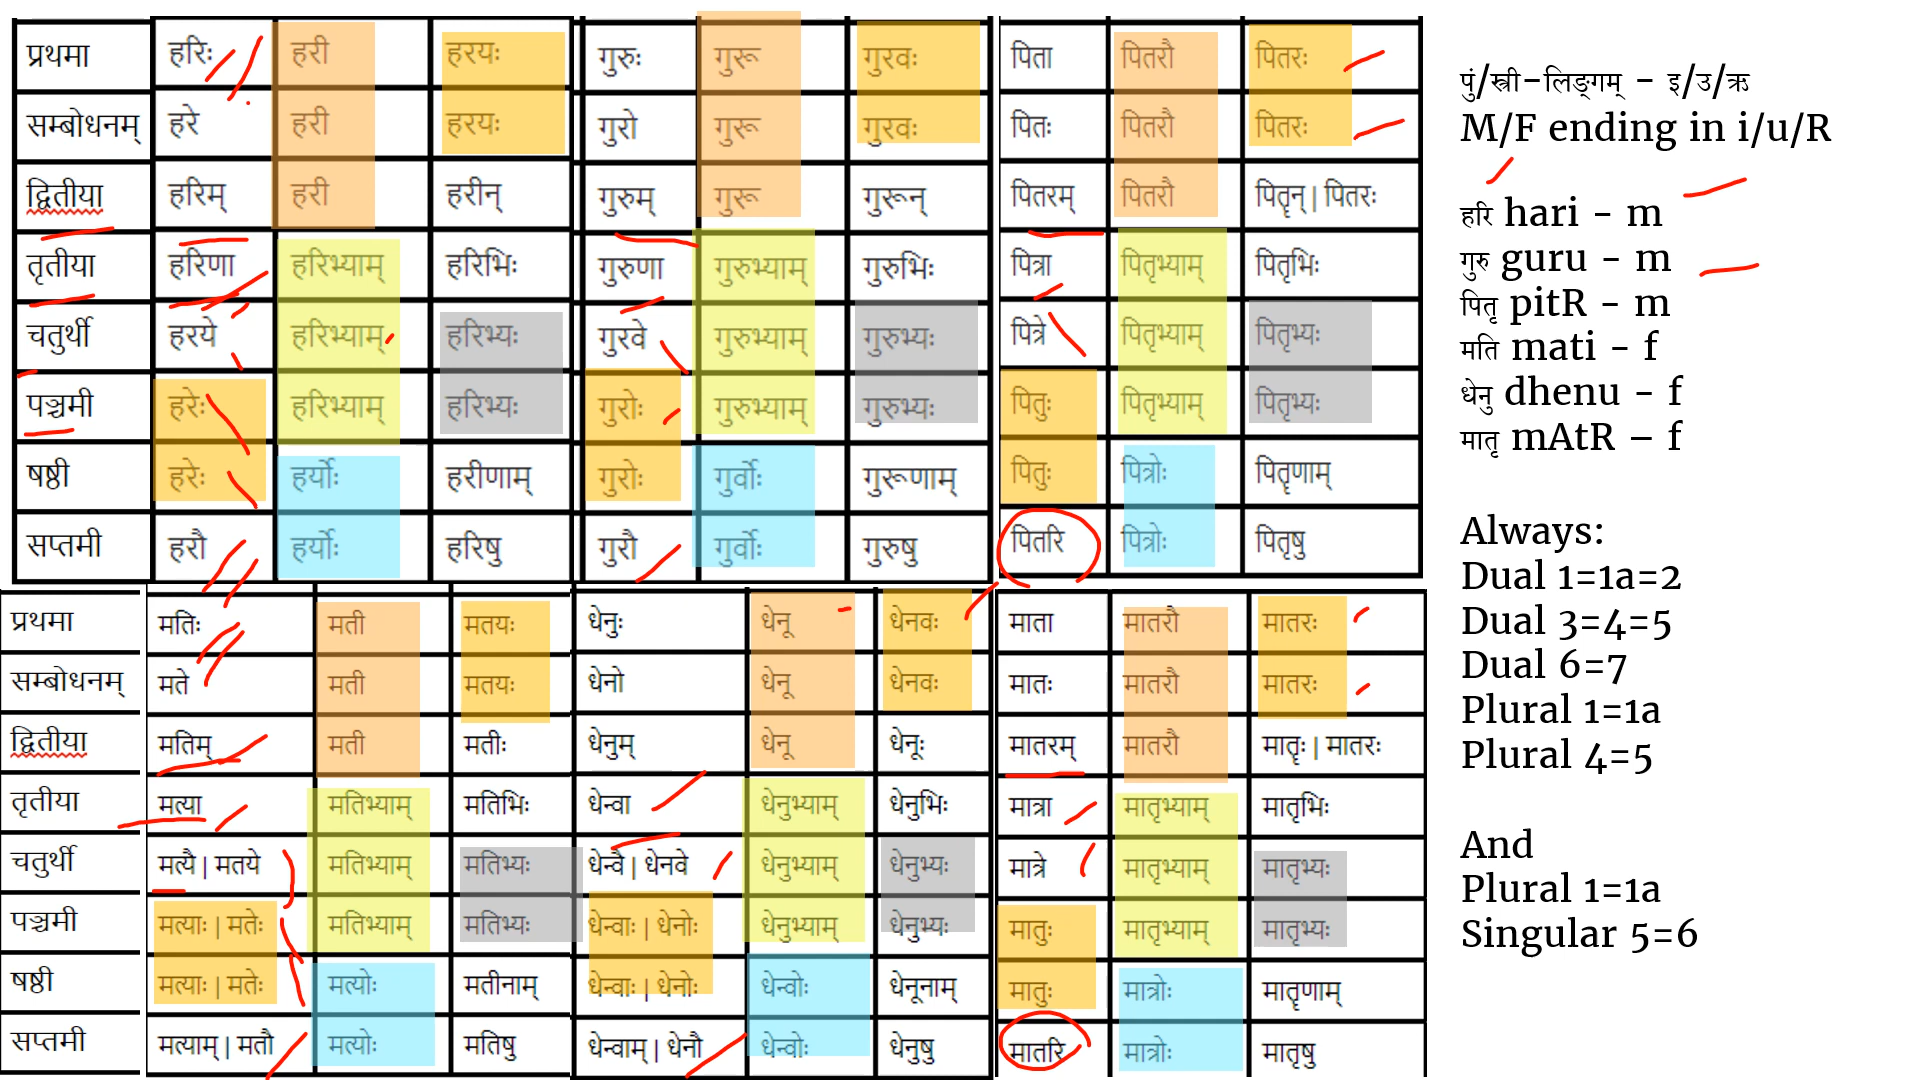 प्रथमा हरिः हरी हरयः गुरुः गुरू गुरवः पिता पितरौ पितरः
सम्बोधनम् हरे हरी हरयः गुरो गुरू गुरवः पितः पितरौ पितरः
द्वितीया हरिम् हरी हरीन् गुरुम् गुरू गुरून् पितरम् पितरौ पितॄन् | पितरः
तृतीया हरिणा हरिभ्याम् हरिभिः गुरुणा गुरुभ्याम् गुरुभिः पित्रा पितृभ्याम् पितृभिः
चतुर्थी हरये हरिभ्याम् हरिभ्यः गुरवे गुरुभ्याम् गुरुभ्यः पित्रे पितृभ्याम् पितृभ्यः
पञ्चमी हरेः हरिभ्याम् हरिभ्यः गुरोः गुरुभ्याम् गुरुभ्यः पितुः पितृभ्याम् पितृभ्यः
षष्ठी हरेः हर्योः हरीणाम् गुरोः गुर्वोः गुरूणाम् पितुः पित्रोः पितॄणाम्
सप्तमी हरौ हर्योः हरिषु गुरौ गुर्वोः गुरुषु पितरि पित्रोः पितृषु
प्रथमा मतिः मती मतयः धेनुः धेनू धेनवः माता मातरौ मातरः
सम्बोधनम् मते मती मतयः धेनो धेनू धेनवः मातः मातरौ मातरः
द्वितीया मतिम् मती मतीः धेनुम् धेनू धेनूः मातरम् मातरौ मातॄः | मातरः
तृतीया मत्या मतिभ्याम् मतिभिः धेन्वा धेनुभ्याम् धेनुभिः मात्रा मातृभ्याम् मातृभिः
चतुर्थी मत्यै | मतये मतिभ्याम् मतिभ्यः धेन्वै | धेनवे धेनुभ्याम् धेनुभ्यः मात्रे मातृभ्याम् मातृभ्यः
पञ्चमी मत्याः | मतेः मतिभ्याम् मतिभ्यः धेन्वाः | धेनोः धेनुभ्याम् धेनुभ्यः मातुः मातृभ्याम् मातृभ्यः
षष्ठी मत्याः | मतेः मत्योः मतीनाम् धेन्वाः | धेनोः धेन्वोः धेनूनाम् मातुः मात्रोः मातॄणाम्
सप्तमी मत्याम् | मतौ मत्योः मतिषु धेन्वाम् | धेनौ धेन्वोः धेनुषु मातरि मात्रोः मातृषु
पुं/स्त्री-लिङ्गम् - इ/उ/ऋ
M/F ending in i/u/R
हरि hari - m
गुरु guru - m
पितृ pitR - m
मति mati - f
धेनु dhenu - f
मातृ mAtR – f
Always:
Dual 1=1a=2
Dual 3=4=5
Dual 6=7
Plural 1=1a
Plural 4=5
And
Plural 1=1a
Singular 5=6